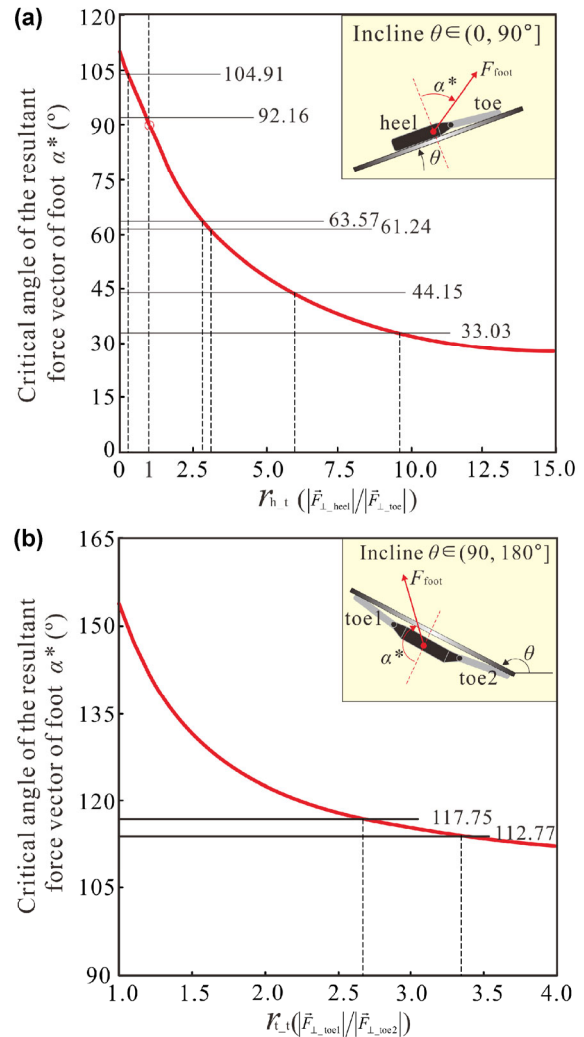 (a)
120
105
90
75
60
45
30
15
0
Critical angle of the resultant
force vector of foot α* (°)
104.91
92.16
63.57
61.24
44.15
33.03
Incline θ∈(0, 90°]
α*
F_foot
toe
heel
θ
0 1 2.5 5.0 7.5 10.0 12.5 15.0
r_h_t (|F⃗_⊥_heel|/|F⃗_⊥_toe|)
(b)
165
150
135
120
105
90
Critical angle of the resultant
force vector of foot α* (°)
Incline θ∈(90, 180°]
F_foot
toe1
α*
θ
toe2
117.75
112.77
1.0 1.5 2.0 2.5 3.0 3.5 4.0
r_t_t (|F⃗_⊥_toe1|/|F⃗_⊥_toe2|)